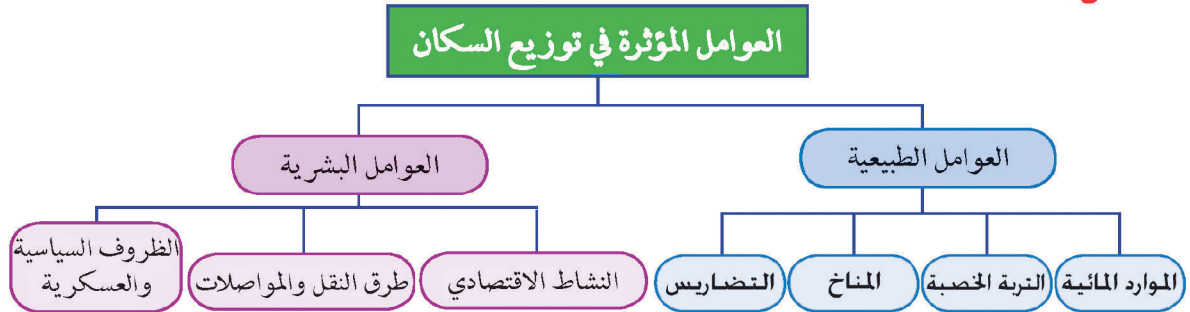 العوامل المؤثرة في توزيع السكان
العوامل الطبيعية
العوامل البشرية
الموارد المائية
التربة الخصبة
المناخ
التضاريس
النشاط الاقتصادي
طرق النقل والمواصلات
الظروف السياسية
والعسكرية